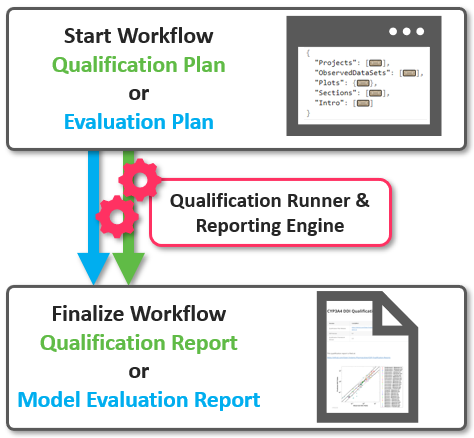 Start Workflow
Qualification Plan
or
Evaluation Plan
{
"Projects": [...],
"ObservedDataSets": [...],
"Plots": {...},
"Sections": [...],
"Intro": [...]
}
Qualification Runner &
Reporting Engine
Finalize Workflow
Qualification Report
or
Model Evaluation Report
CYP3A4 DDI Qualificati